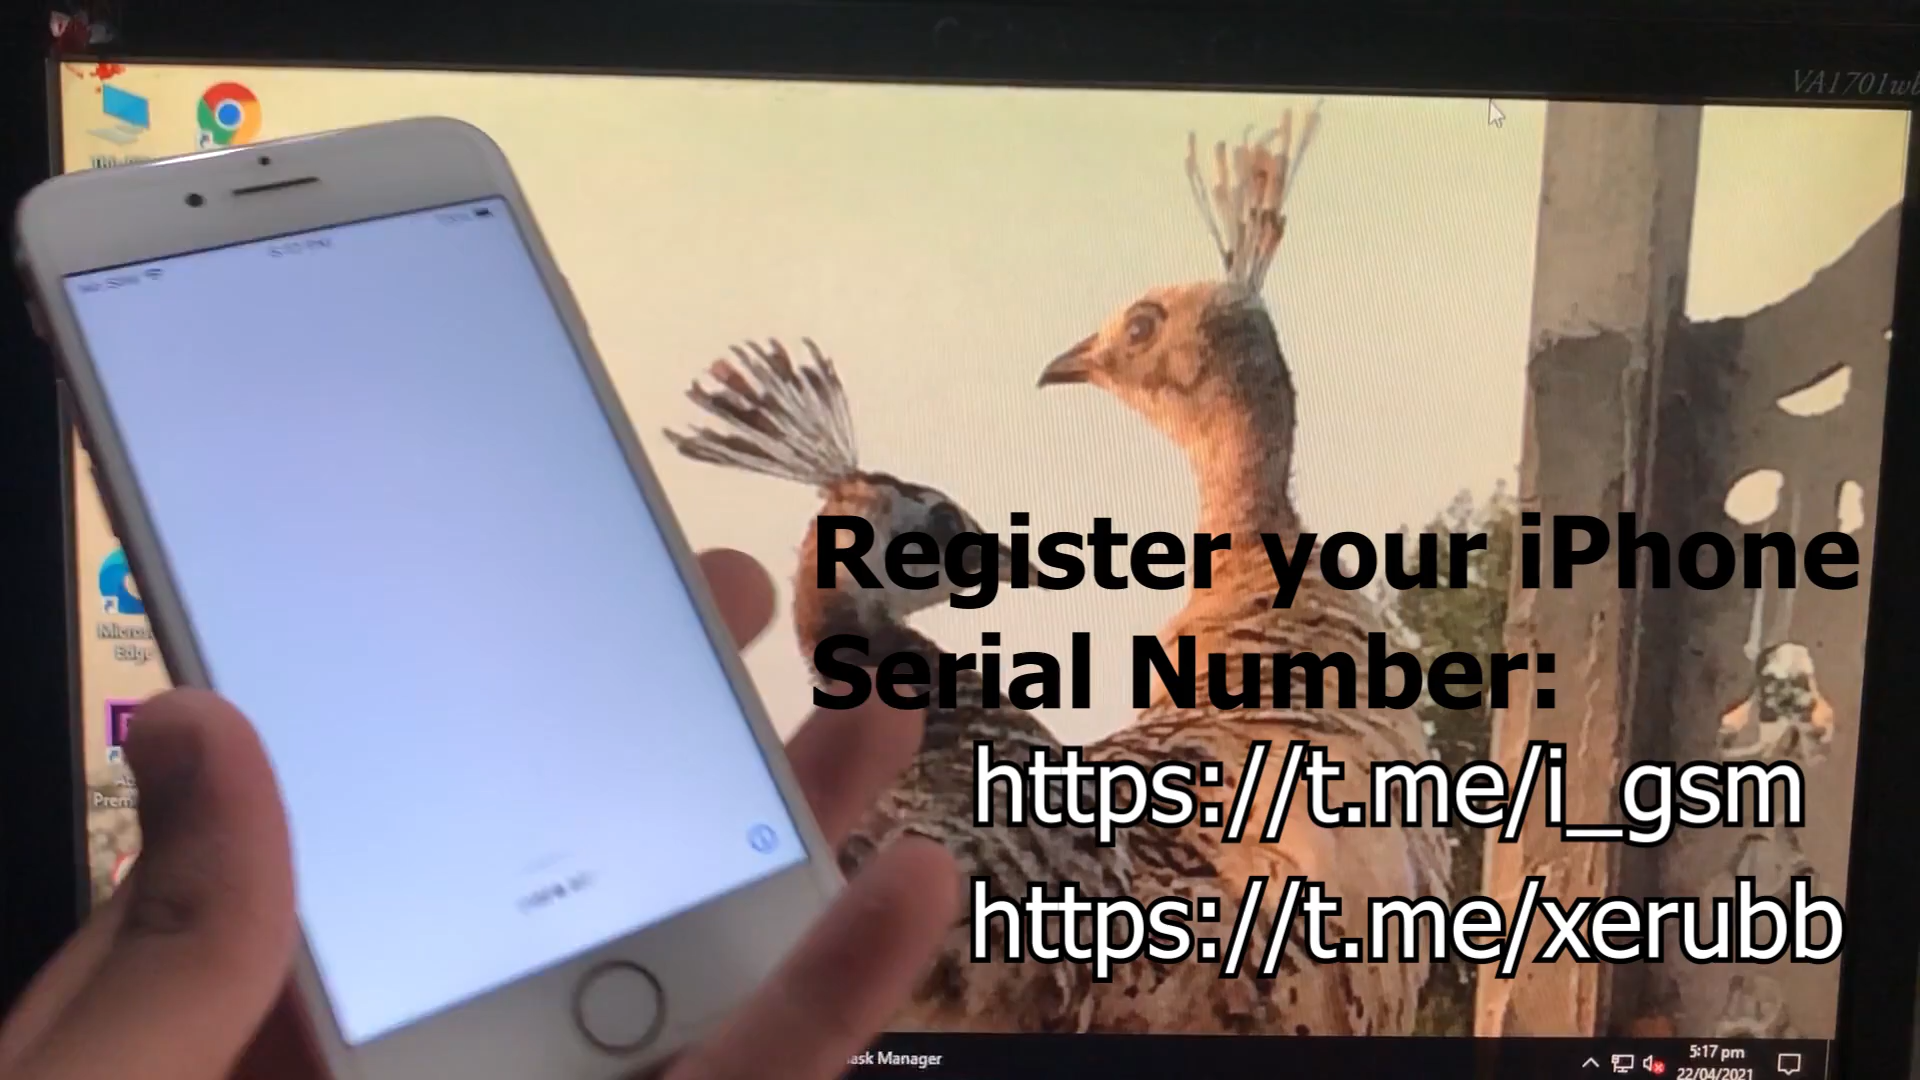 VA1701wb
Register your iPhone
Serial Number:
https://t.me/i_gsm
https://t.me/xerubb
Edge
Task Manager
5:17 pm
22/04/2021